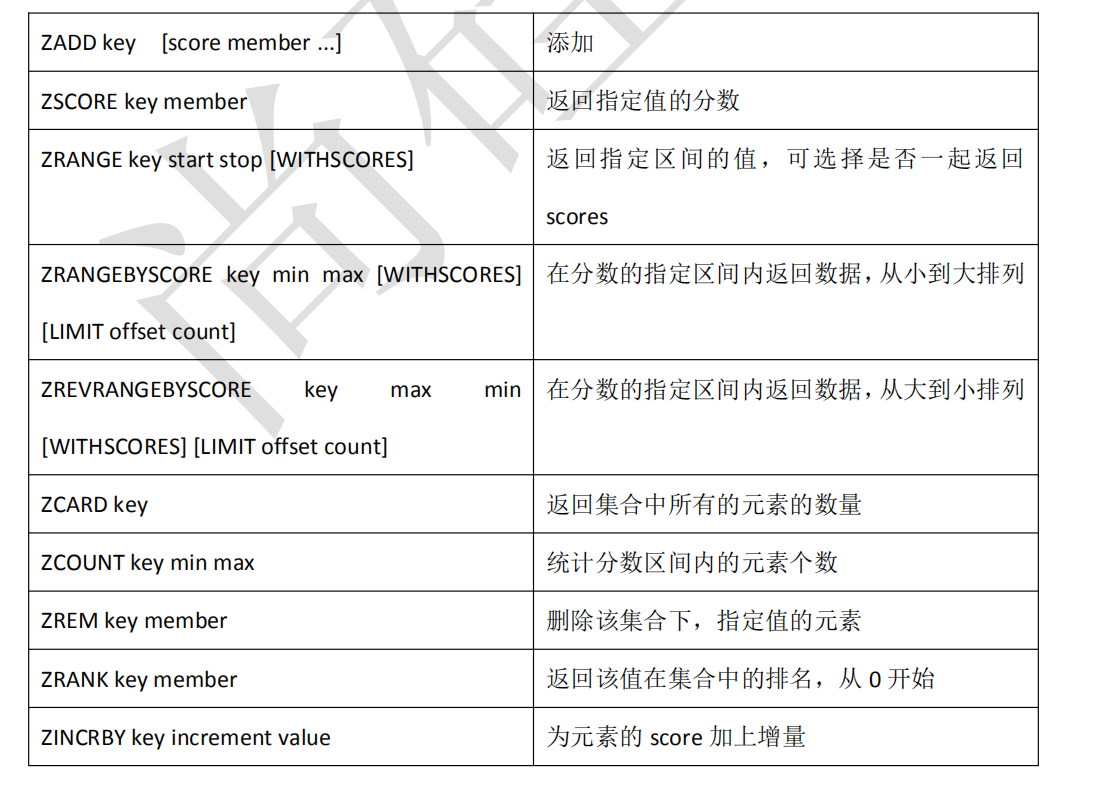 ZADD key [score member ...]
添加
ZSCORE key member
返回指定值的分数
ZRANGE key start stop [WITHSCORES]
返回指定区间的值，可选择是否一起返回
scores
ZRANGEBYSCORE key min max [WITHSCORES]
[LIMIT offset count]
在分数的指定区间内返回数据，从小到大排列
ZREVRANGEBYSCORE key max min
[WITHSCORES] [LIMIT offset count]
在分数的指定区间内返回数据，从大到小排列
ZCARD key
返回集合中所有的元素的数量
ZCOUNT key min max
统计分数区间内的元素个数
ZREM key member
删除该集合下，指定值的元素
ZRANK key member
返回该值在集合中的排名，从 0 开始
ZINCRBY key increment value
为元素的 score 加上增量
尚